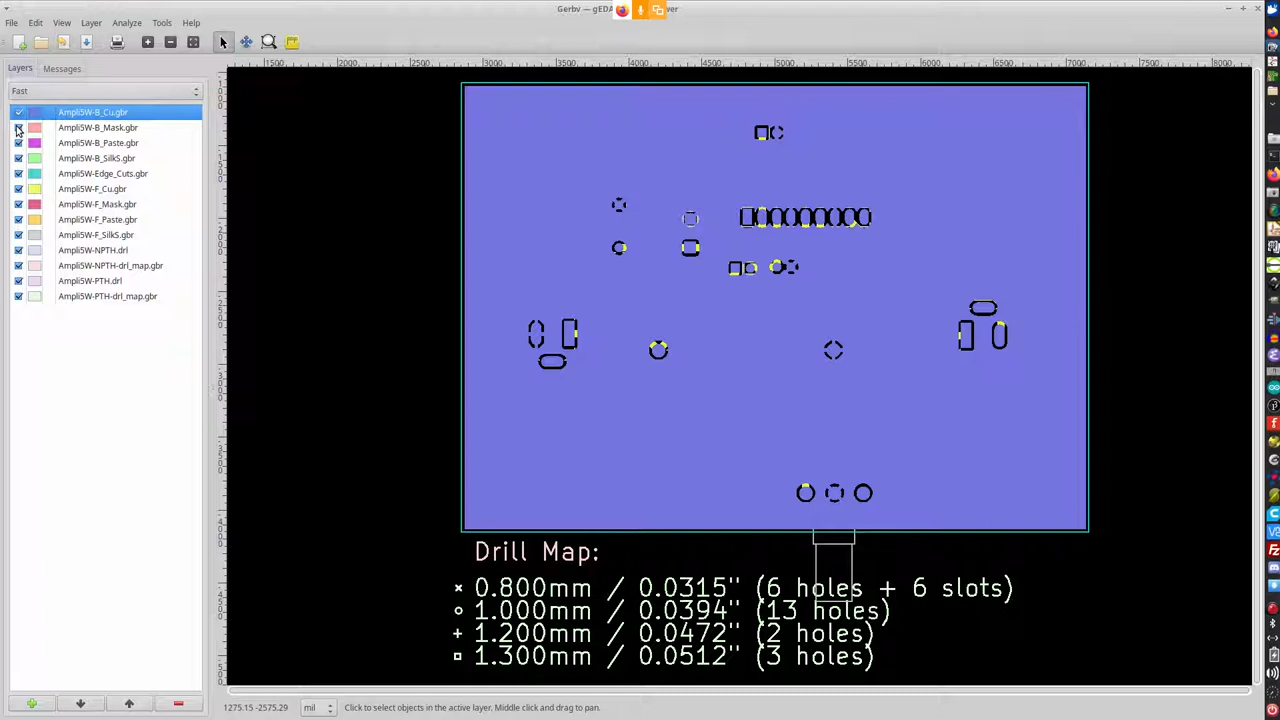 Gerbv — gEDA
wer
File Edit View Layer Analyze Tools Help
Layers Messages
Fast
Ampli5W-B_Cu.gbr
Ampli5W-B_Mask.gbr
Ampli5W-B_Paste.gbr
Ampli5W-B_SilkS.gbr
Ampli5W-Edge_Cuts.gbr
Ampli5W-F_Cu.gbr
Ampli5W-F_Mask.gbr
Ampli5W-F_Paste.gbr
Ampli5W-F_SilkS.gbr
Ampli5W-NPTH.drl
Ampli5W-NPTH-drl_map.gbr
Ampli5W-PTH.drl
Ampli5W-PTH-drl_map.gbr
1500 2000 2500 3000 3500 4000 4500 5000 5500 6000 6500 7000 7500 8000
Drill Map:
0.800mm / 0.0315" (6 holes + 6 slots)
1.000mm / 0.0394" (13 holes)
1.200mm / 0.0472" (2 holes)
1.300mm / 0.0512" (3 holes)
1275.15 -2575.29 mil Click to select objects in the active layer. Middle click and drag to pan.